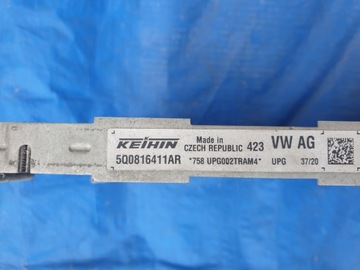 KEIHIN Made in CZECH REPUBLIC 423 VW AG
5Q0816411AR *758 UPG002TRAM4* UPG 37/20